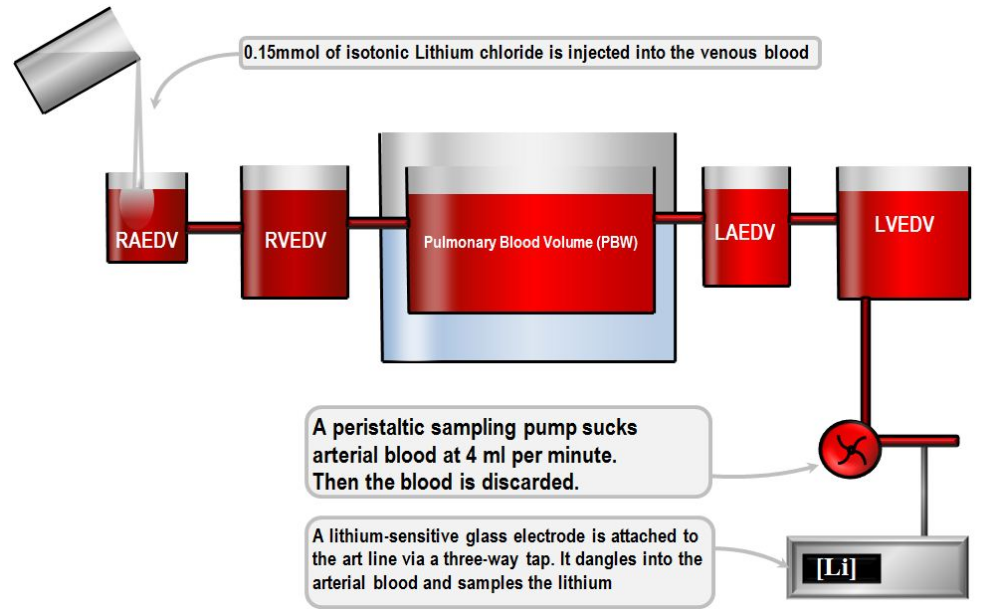 0.15mmol of isotonic Lithium chloride is injected into the venous blood
RAEDV
RVEDV
Pulmonary Blood Volume (PBW)
LAEDV
LVEDV
A peristaltic sampling pump sucks
arterial blood at 4 ml per minute.
Then the blood is discarded.
A lithium-sensitive glass electrode is attached to
the art line via a three-way tap. It dangles into the
arterial blood and samples the lithium
[Li]